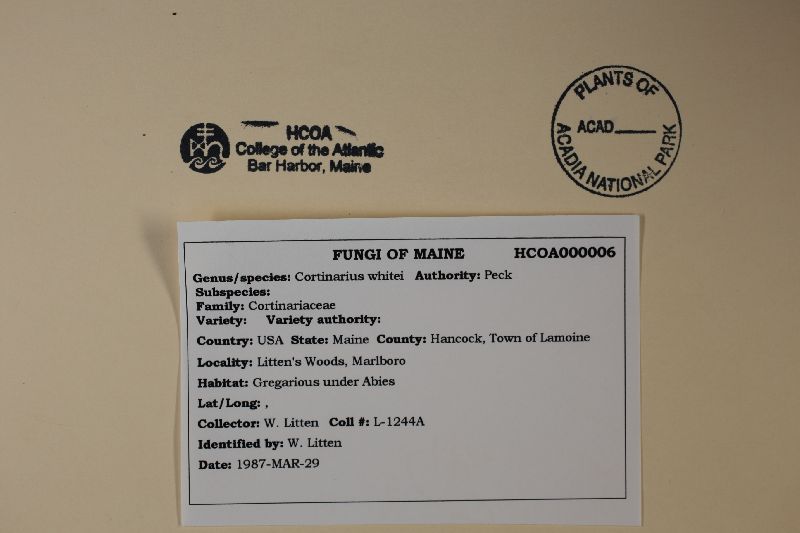 HCOA
College of the Atlantic
Bar Harbor, Maine
PLANTS OF
ACAD______
ACADIA NATIONAL PARK
FUNGI OF MAINE HCOA000006
Genus/species: Cortinarius whitei Authority: Peck
Subspecies:
Family: Cortinariaceae
Variety: Variety authority:
Country: USA State: Maine County: Hancock, Town of Lamoine
Locality: Litten's Woods, Marlboro
Habitat: Gregarious under Abies
Lat/Long: ,
Collector: W. Litten Coll #: L-1244A
Identified by: W. Litten
Date: 1987-MAR-29